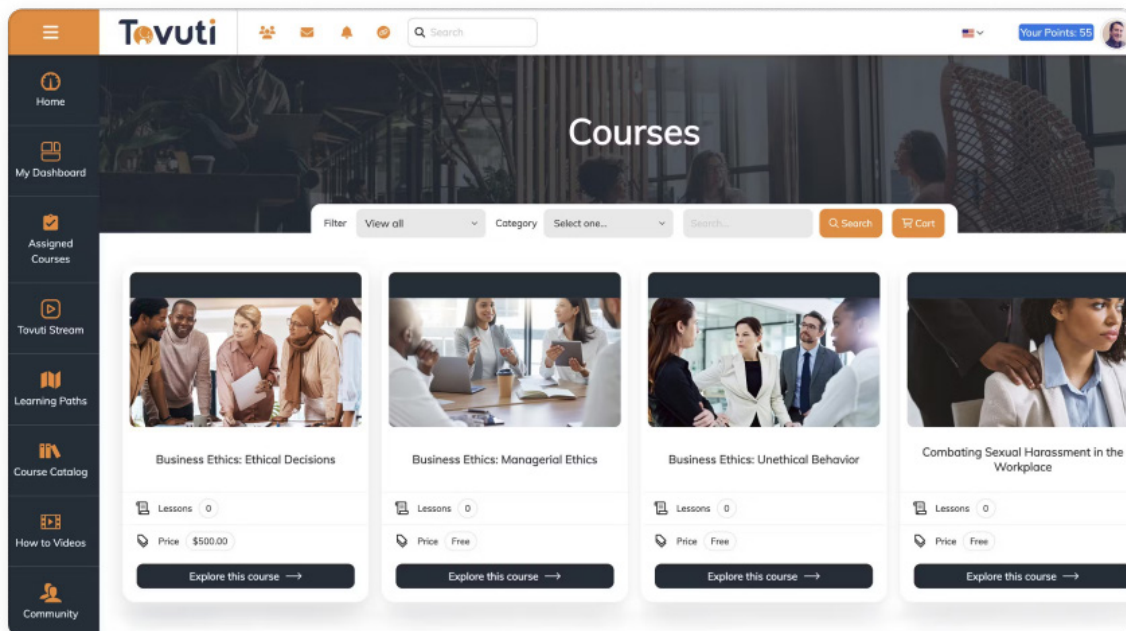 Tovuti
Search
Your Points: 55
Home
My Dashboard
Assigned
Courses
Tovuti Stream
Learning Paths
Course Catalog
How to Videos
Community
Courses
Filter
View all
Category
Select one...
Search...
Search
Cart
Business Ethics: Ethical Decisions
Lessons 0
Price $500.00
Explore this course →
Business Ethics: Managerial Ethics
Lessons 0
Price Free
Explore this course →
Business Ethics: Unethical Behavior
Lessons 0
Price Free
Explore this course →
Combating Sexual Harassment in the
Workplace
Lessons 0
Price Free
Explore this course →